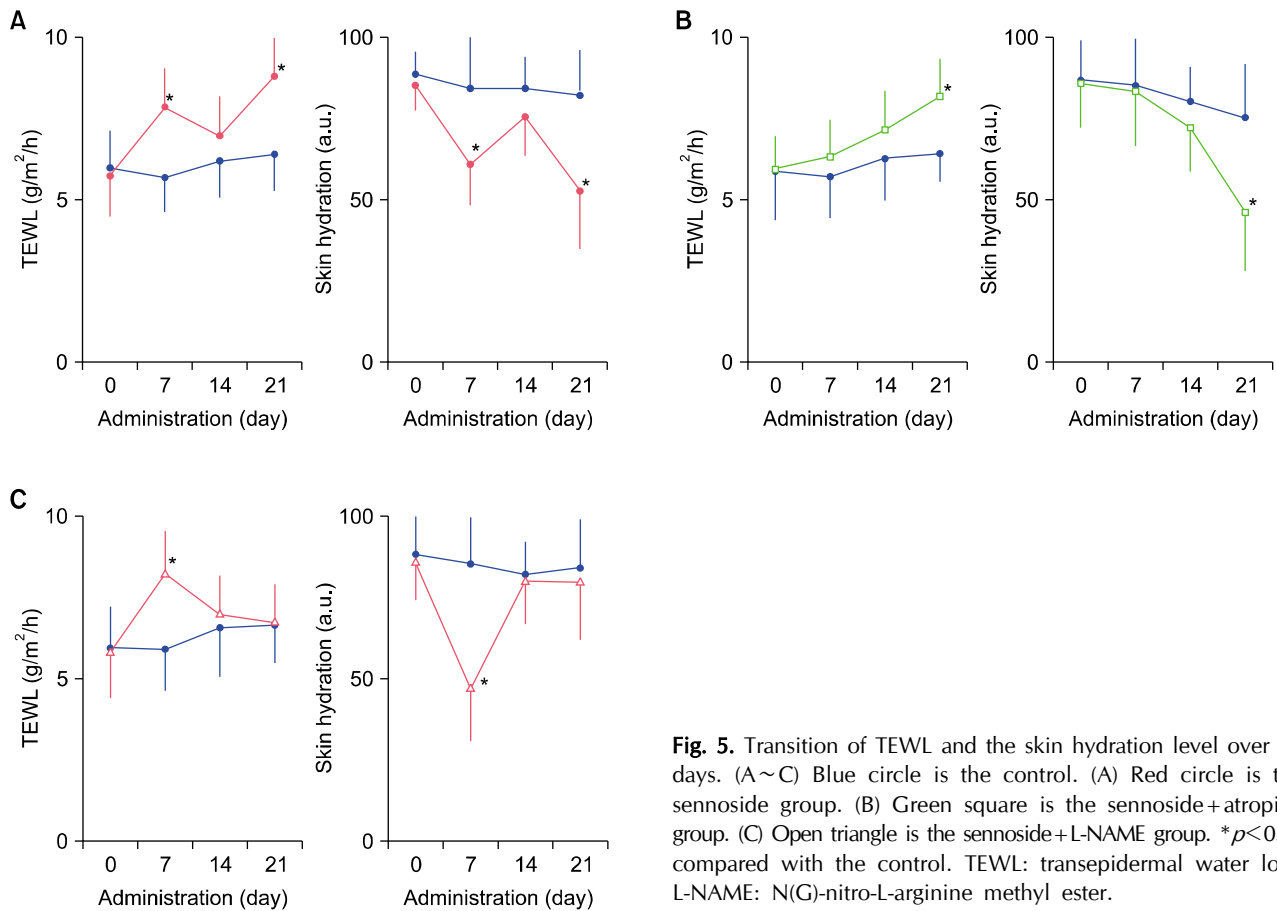 A
10
5
0
TEWL (g/m²/h)
0 7 14 21
Administration (day)
*
*
100
50
0
Skin hydration (a.u.)
0 7 14 21
Administration (day)
*
*
B
10
5
0
TEWL (g/m²/h)
0 7 14 21
Administration (day)
*
100
50
0
Skin hydration (a.u.)
0 7 14 21
Administration (day)
*
C
10
5
0
TEWL (g/m²/h)
0 7 14 21
Administration (day)
*
100
50
0
Skin hydration (a.u.)
0 7 14 21
Administration (day)
*
Fig. 5. Transition of TEWL and the skin hydration level over
days. (A~C) Blue circle is the control. (A) Red circle is
sennoside group. (B) Green square is the sennoside+
group. (C) Open triangle is the sennoside+L-NAME group. *p<0.
compared with the control. TEWL: transepidermal water
L-NAME: N(G)-nitro-L-arginine methyl ester.